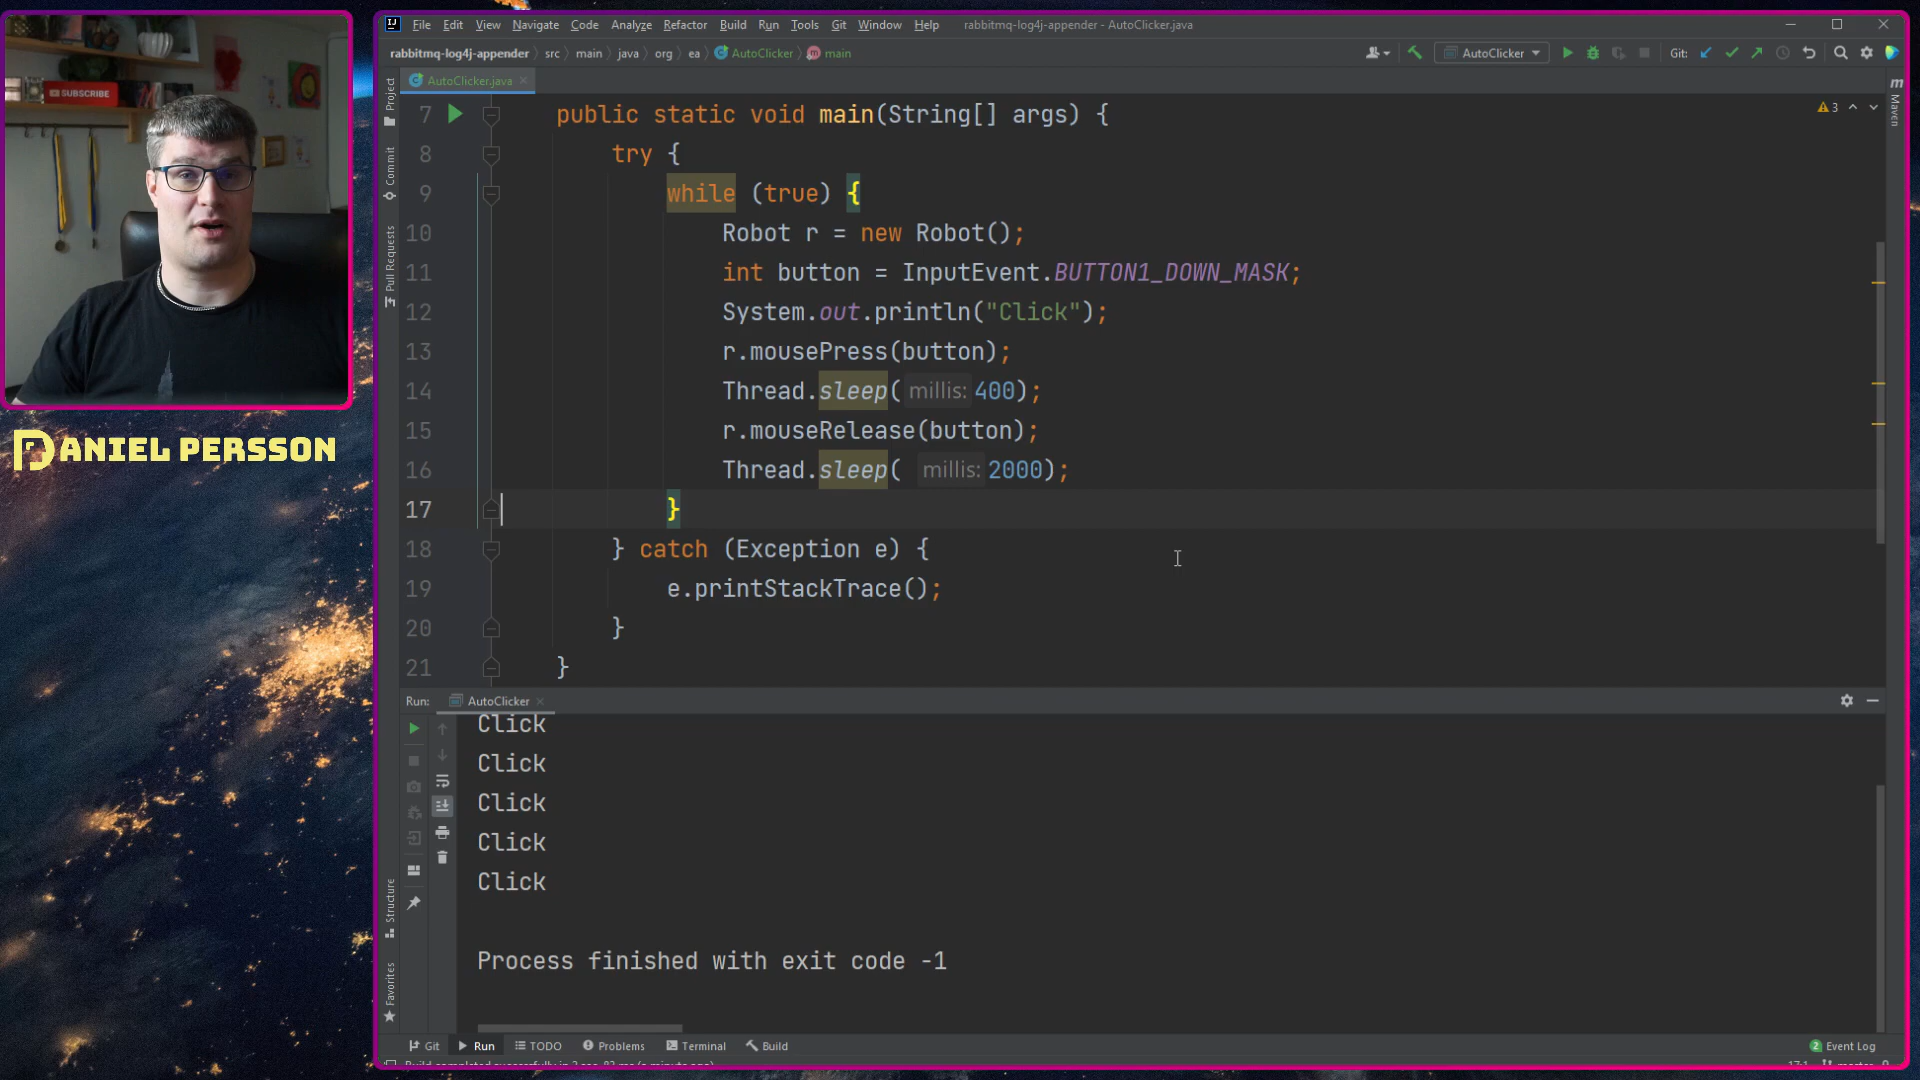 SUBSCRIBE
DANIEL PERSSON
File Edit View Navigate Code Analyze Refactor Build Run Tools Git Window Help rabbitmq-log4j-appender - AutoClicker.java
rabbitmq-log4j-appender src main java org ea AutoClicker main AutoClicker Git:
AutoClicker.java
Project
Commit
Pull Requests
Structure
Favorites
Maven
3
7 public static void main(String[] args) {
8 try {
9 while (true) {
10 Robot r = new Robot();
11 int button = InputEvent.BUTTON1_DOWN_MASK;
12 System.out.println("Click");
13 r.mousePress(button);
14 Thread.sleep( millis: 400);
15 r.mouseRelease(button);
16 Thread.sleep( millis: 2000);
17 }
18 } catch (Exception e) {
19 e.printStackTrace();
20 }
21 }
Run: AutoClicker
Click
Click
Click
Click
Click
Process finished with exit code -1
Git Run TODO Problems Terminal Build 2 Event Log